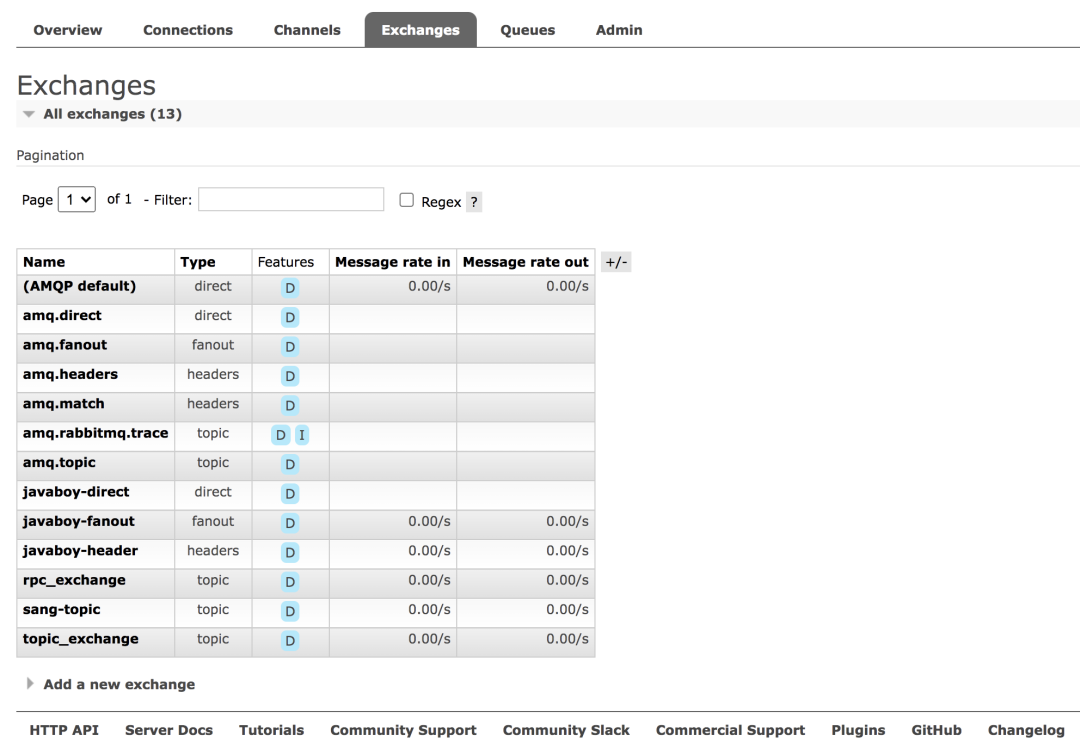 Overview Connections Channels Exchanges Queues Admin
Exchanges
All exchanges (13)
Pagination
Page 1 of 1 - Filter: Regex ?
Name Type Features Message rate in Message rate out +/-
(AMQP default) direct D 0.00/s 0.00/s
amq.direct direct D
amq.fanout fanout D
amq.headers headers D
amq.match headers D
amq.rabbitmq.trace topic D I
amq.topic topic D
javaboy-direct direct D
javaboy-fanout fanout D 0.00/s 0.00/s
javaboy-header headers D 0.00/s 0.00/s
rpc_exchange topic D 0.00/s 0.00/s
sang-topic topic D 0.00/s 0.00/s
topic_exchange topic D 0.00/s 0.00/s
Add a new exchange
HTTP API Server Docs Tutorials Community Support Community Slack Commercial Support Plugins GitHub Changelog